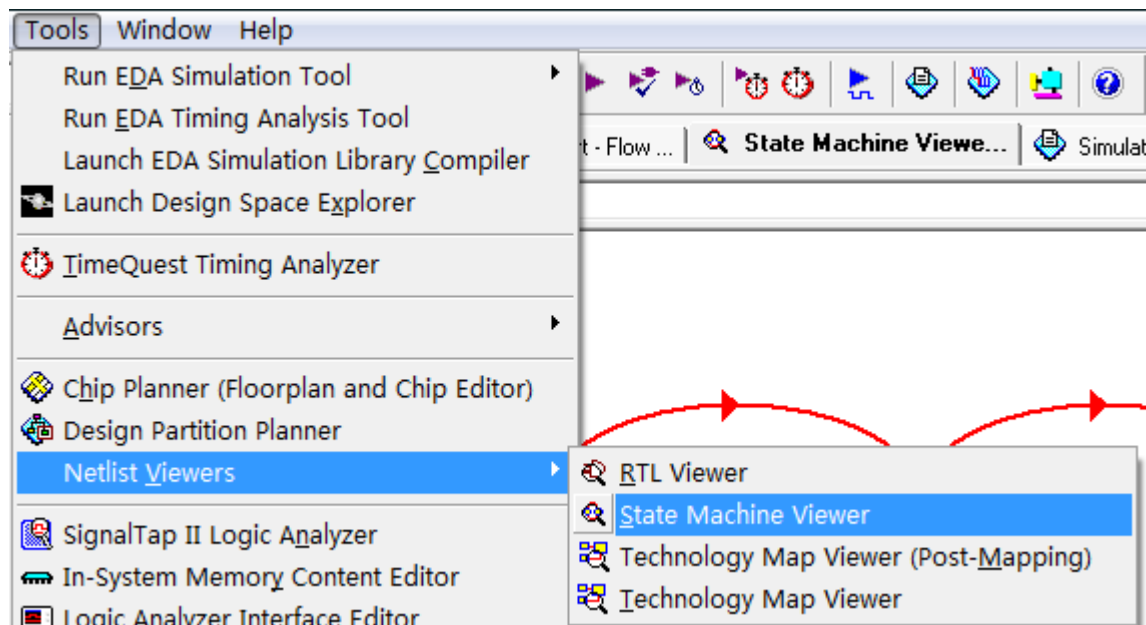 Tools Window Help
Run EDA Simulation Tool
Run EDA Timing Analysis Tool
Launch EDA Simulation Library Compiler
Launch Design Space Explorer
TimeQuest Timing Analyzer
Advisors
Chip Planner (Floorplan and Chip Editor)
Design Partition Planner
Netlist Viewers
SignalTap II Logic Analyzer
In-System Memory Content Editor
Logic Analyzer Interface Editor
t - Flow ... State Machine Viewe... Simulat
RTL Viewer
State Machine Viewer
Technology Map Viewer (Post-Mapping)
Technology Map Viewer